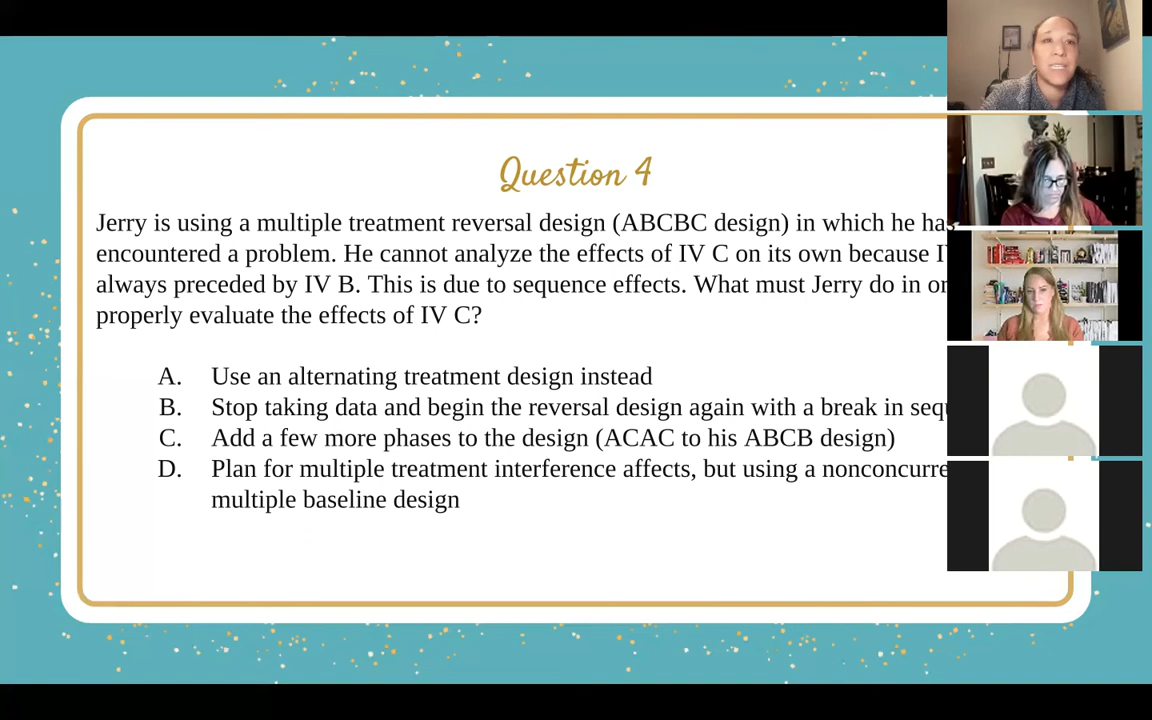 Question 4
Jerry is using a multiple treatment reversal design (ABCBC design) in which he has
encountered a problem. He cannot analyze the effects of IV C on its own because
always preceded by IV B. This is due to sequence effects. What must Jerry do in
properly evaluate the effects of IV C?
A. Use an alternating treatment design instead
B. Stop taking data and begin the reversal design again with a break in
C. Add a few more phases to the design (ACAC to his ABCB design)
D. Plan for multiple treatment interference affects, but using a
multiple baseline design